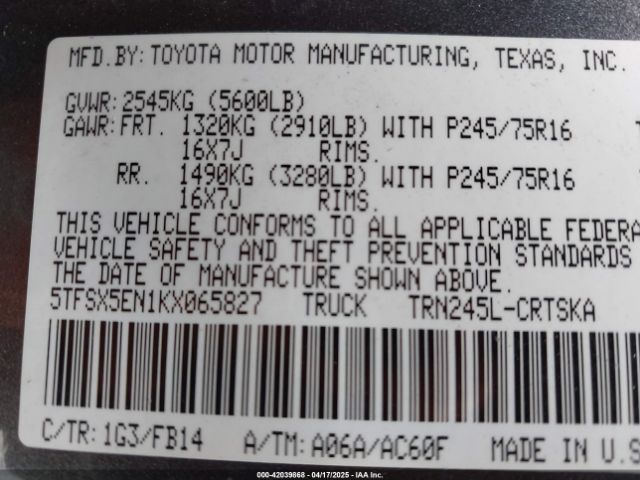 MFD.BY: TOYOTA MOTOR MANUFACTURING, TEXAS, INC.
GVWR: 2545KG (5600LB)
GAWR: FRT. 1320KG (2910LB) WITH P245/75R16
16X7J RIMS.
RR. 1490KG (3280LB) WITH P245/75R16
16X7J RIMS.
THIS VEHICLE CONFORMS TO ALL APPLICABLE FEDERA
VEHICLE SAFETY AND THEFT PREVENTION STANDARDS
THE DATE OF MANUFACTURE SHOWN ABOVE.
5TFSX5EN1KX065827 TRUCK TRN245L-CRTSKA
C/TR: 1G3/FB14 A/TM: A06A/AC60F MADE IN U.S
000-42039868 - 04/17/2025 - IAAI, Inc.